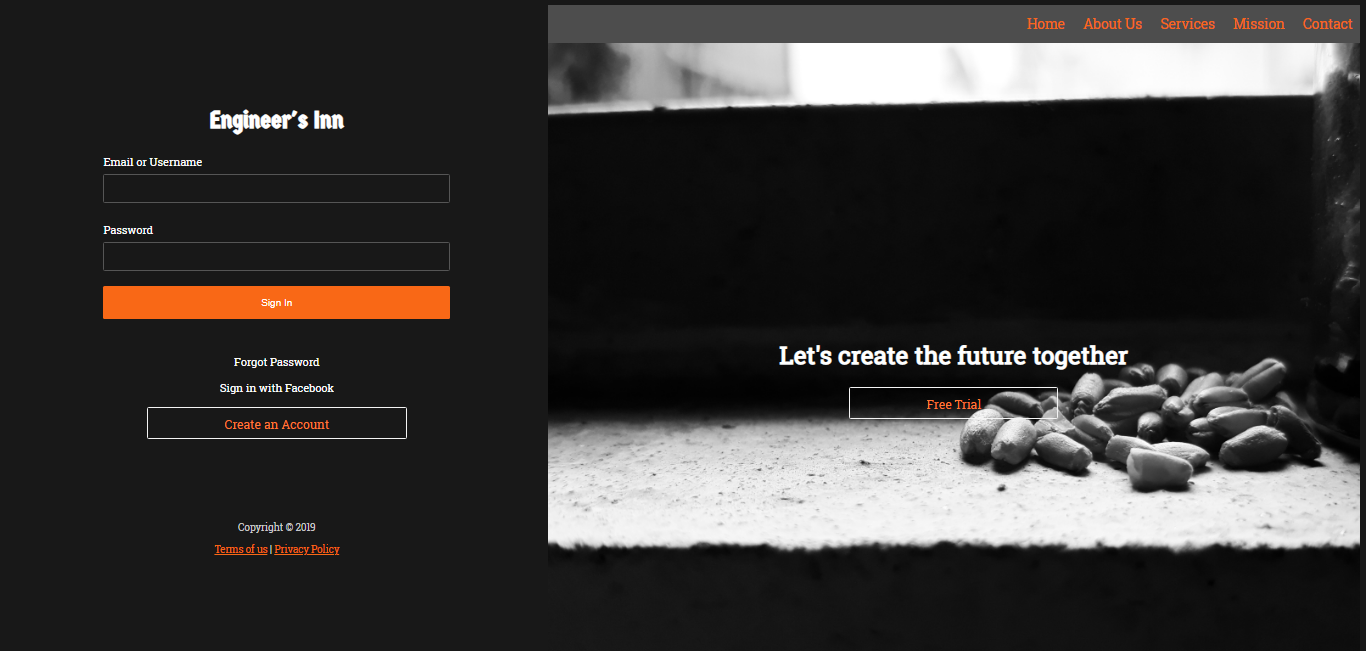 Home About Us Services Mission Contact
Engineer's Inn
Email or Username
Password
Sign In
Forgot Password
Sign in with Facebook
Create an Account
Copyright © 2019
Terms of us | Privacy Policy
Let's create the future together
Free Trial